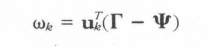 ωₖ = uₖᵀ(Γ − Ψ)